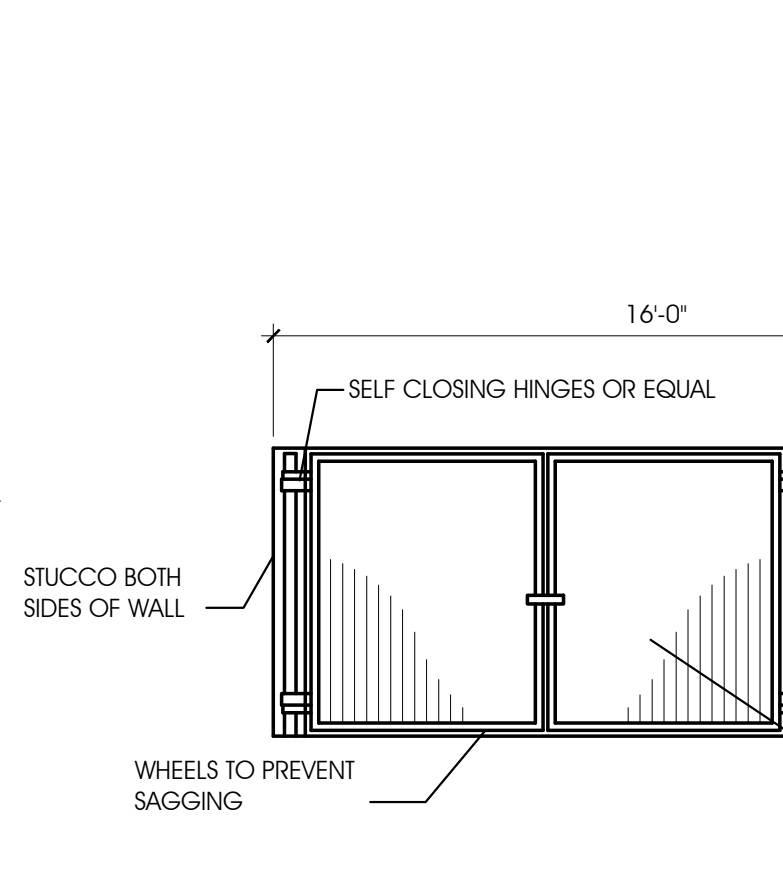 16'-0"
SELF CLOSING HINGES OR EQUAL
STUCCO BOTH
SIDES OF WALL
WHEELS TO PREVENT
SAGGING